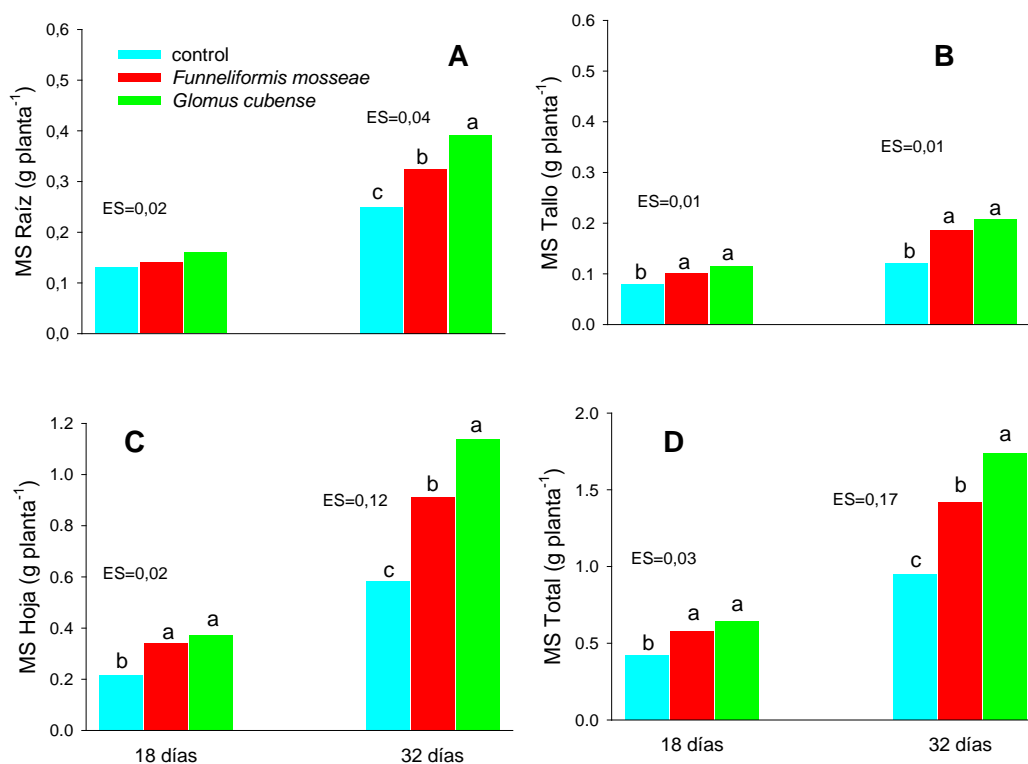 A
control
Funneliformis mosseae
Glomus cubense
MS Raíz (g planta⁻¹)
0,6
0,5
0,4
0,3
0,2
0,1
0,0
ES=0,02
ES=0,04
c
b
a
B
MS Tallo (g planta⁻¹)
0.6
0.5
0.4
0.3
0.2
0.1
0.0
ES=0,01
b
a
a
ES=0,01
b
a
a
C
MS Hoja (g planta⁻¹)
1.2
1.0
0.8
0.6
0.4
0.2
0.0
ES=0,02
b
a
a
ES=0,12
c
b
a
18 días
32 días
D
MS Total (g planta⁻¹)
2.0
1.5
1.0
0.5
0.0
ES=0,03
b
a
a
ES=0,17
c
b
a
18 días
32 días